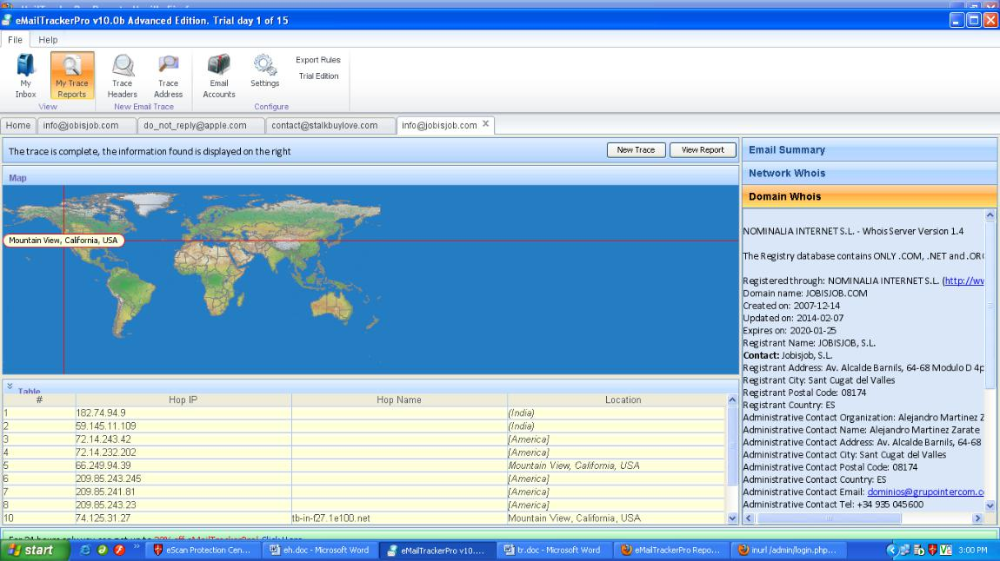 eMailTrackerPro v10.0b Advanced Edition. Trial day 1 of 15
File Help
My Inbox
My Trace Reports
Trace Headers
Trace Address
Email Accounts
Settings
Export Rules
Trial Edition
View
New Email Trace
Configure
Home
info@jobisjob.com
do_not_reply@apple.com
contact@stalkbuylove.com
info@jobisjob.com
The trace is complete, the information found is displayed on the right
New Trace
View Report
Map
Mountain View, California, USA
Table
# Hop IP Hop Name Location
1 182.74.94.9 (India)
2 59.145.11.109 (India)
3 72.14.243.42 [America]
4 72.14.232.202 [America]
5 66.249.94.39 Mountain View, California, USA
6 209.85.243.245 [America]
7 209.85.241.81 [America]
8 209.85.243.23 [America]
10 74.125.31.27 tb-in-f27.1e100.net Mountain View, California, USA
Email Summary
Network Whois
Domain Whois
NOMINALIA INTERNET S.L. - Whois Server Version 1.4
The Registry database contains ONLY .COM, .NET and .ORG
Registered through: NOMINALIA INTERNET S.L. (http://ww
Domain name: JOBISJOB.COM
Created on: 2007-12-14
Updated on: 2014-02-07
Expires on: 2020-01-25
Registrant Name: JOBISJOB, S.L.
Contact: Jobisjob, S.L.
Registrant Address: Av. Alcalde Barnils, 64-68 Modulo D 4p
Registrant City: Sant Cugat del Valles
Registrant Postal Code: 08174
Registrant Country: ES
Administrative Contact Organization: Alejandro Martinez Z
Administrative Contact Name: Alejandro Martinez Zarate
Administrative Contact Address: Av. Alcalde Barnils, 64-68
Administrative Contact City: Sant Cugat del Valles
Administrative Contact Postal Code: 08174
Administrative Contact Country: ES
Administrative Contact Email: dominios@grupointercom.co
Administrative Contact Tel: +34 935 045600
start
eScan Protection Cen...
eh.doc - Microsoft Word
eMailTrackerPro v10....
tr.doc - Microsoft Word
eMailTrackerPro Repo...
inurl /admin/login.php...
3:00 PM